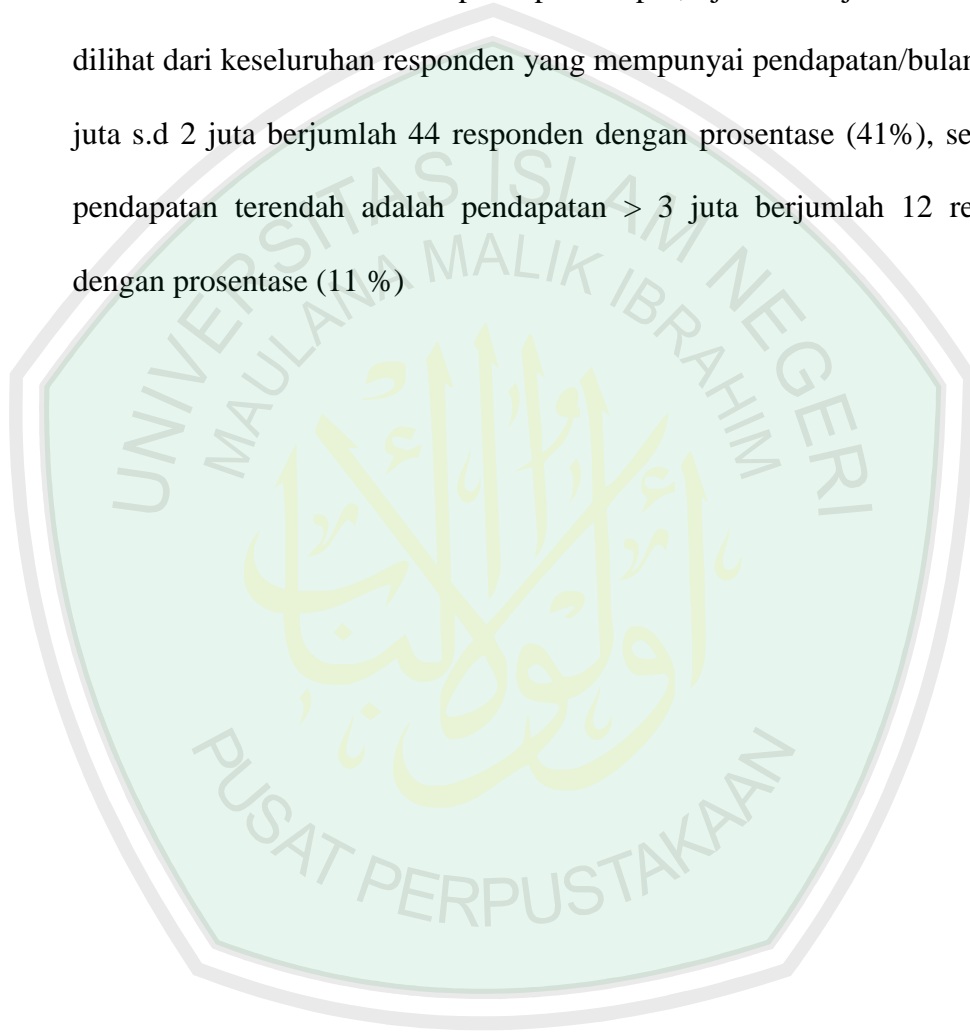 dilihat dari keseluruhan responden yang mempunyai pendapatan/bulan
juta s.d 2 juta berjumlah 44 responden dengan prosentase (41%), se
pendapatan terendah adalah pendapatan > 3 juta berjumlah 12 re
dengan prosentase (11 %)
UNIVERSITAS ISLAM NEGERI
MAULANA MALIK IBRAHIM
أولوا الألباب
PUSAT PERPUSTAKAAN